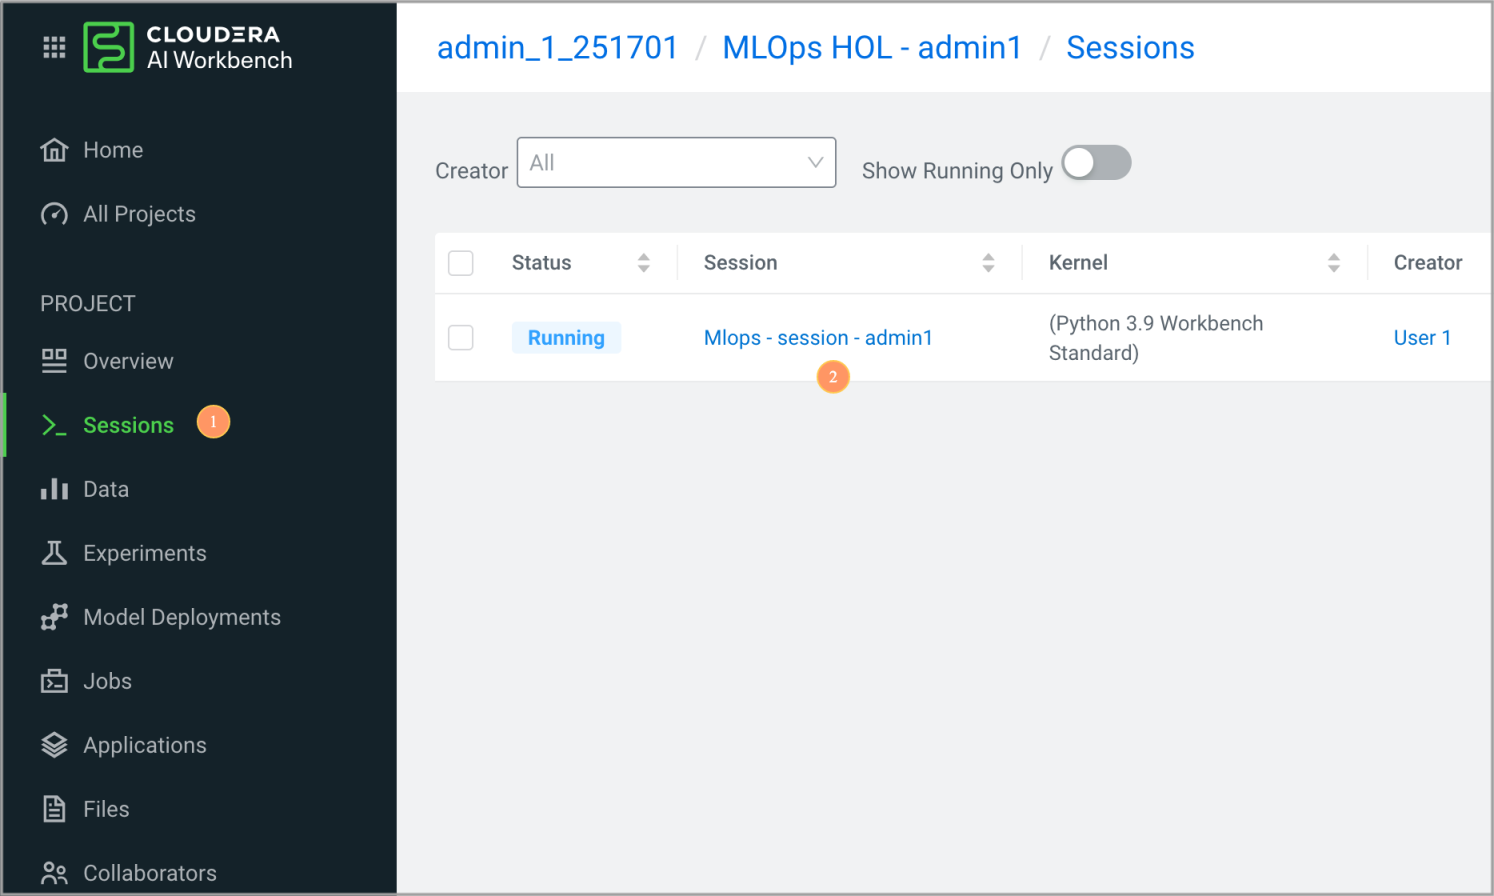 CLOUDERA
AI Workbench
Home
All Projects
PROJECT
Overview
Sessions 1
Data
Experiments
Model Deployments
Jobs
Applications
Files
Collaborators
admin_1_251701 / MLOps HOL - admin1 / Sessions
Creator All Show Running Only
Status Session Kernel Creator
Running Mlops - session - admin1 (Python 3.9 Workbench Standard) User 1
2